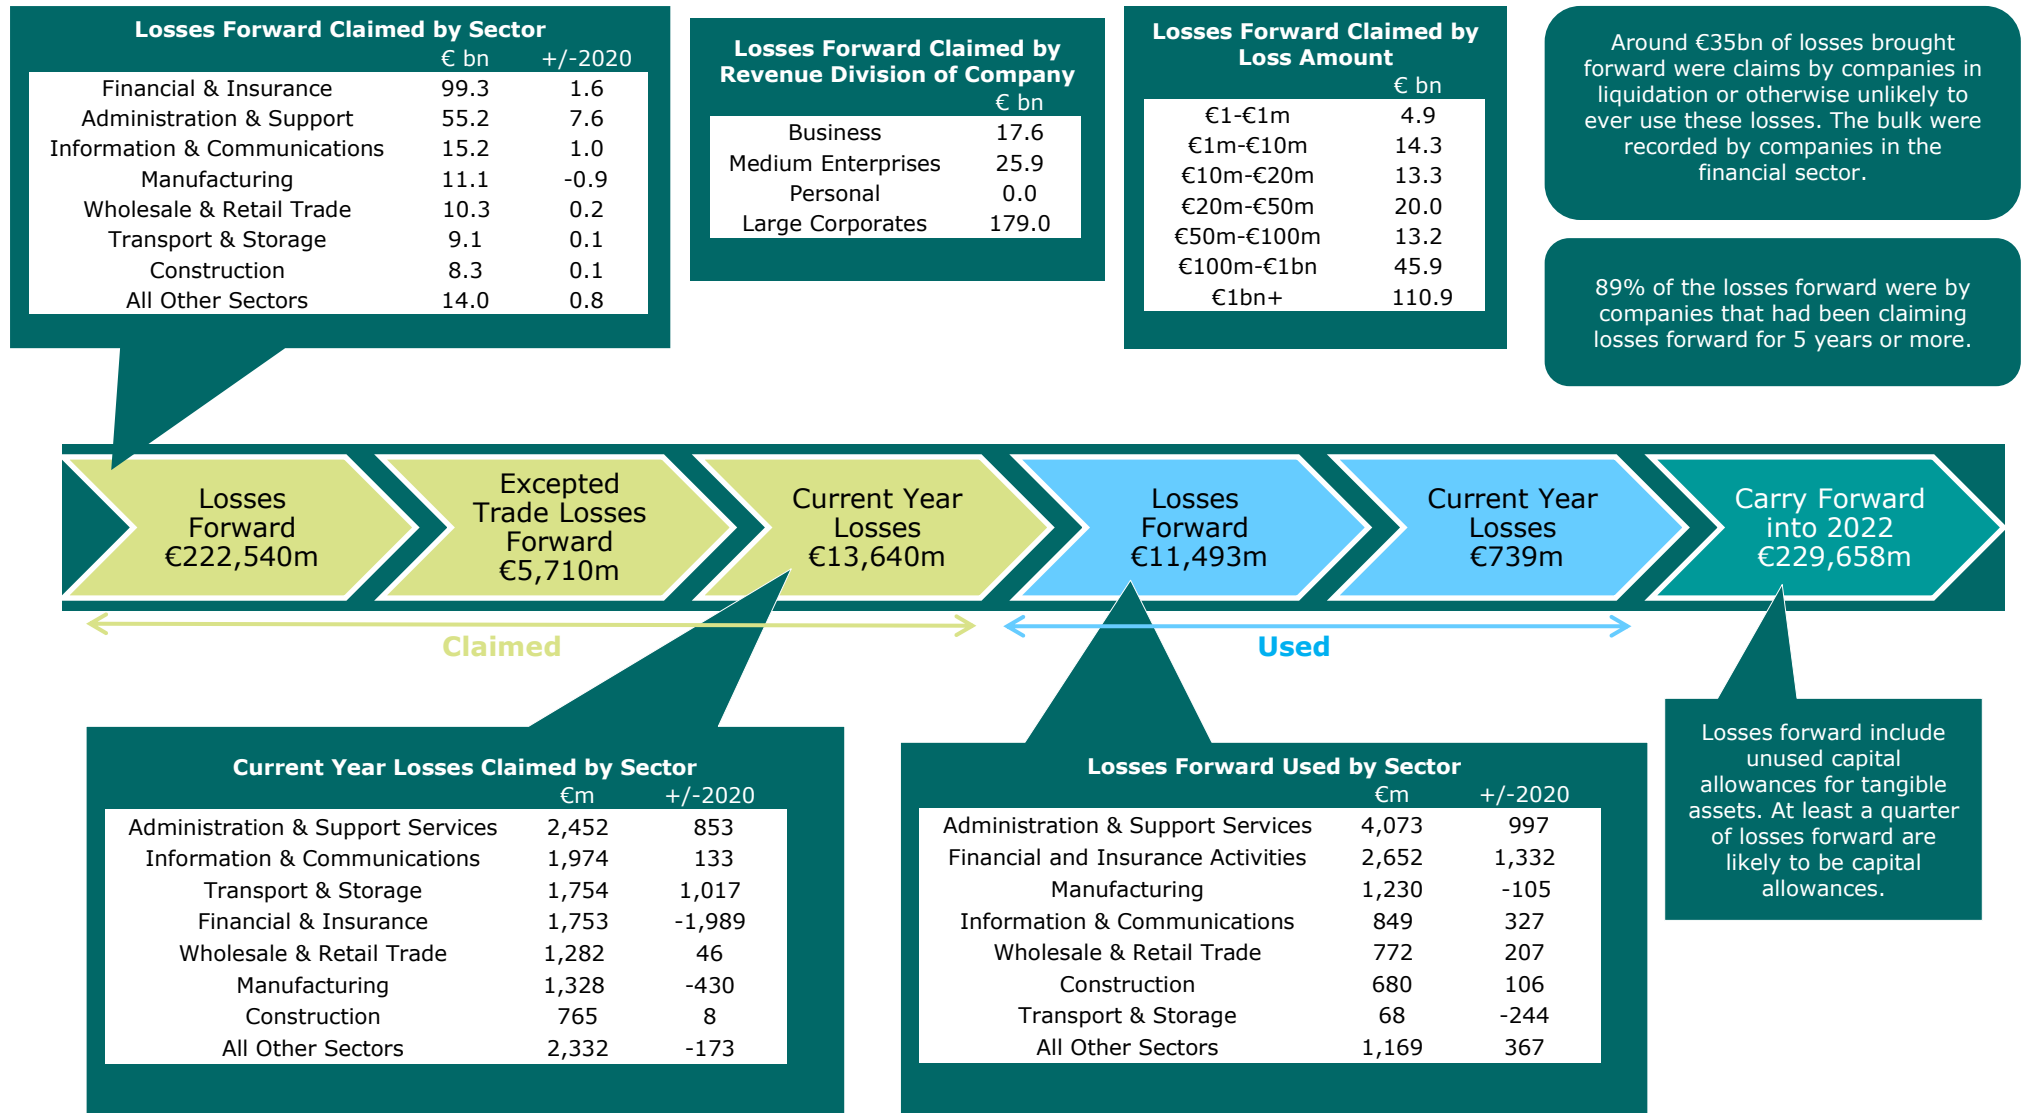 Losses Forward Claimed by Sector
€ bn +/-2020
Financial & Insurance 99.3 1.6
Administration & Support 55.2 7.6
Information & Communications 15.2 1.0
Manufacturing 11.1 -0.9
Wholesale & Retail Trade 10.3 0.2
Transport & Storage 9.1 0.1
Construction 8.3 0.1
All Other Sectors 14.0 0.8
Losses Forward Claimed by
Revenue Division of Company
€ bn
Business 17.6
Medium Enterprises 25.9
Personal 0.0
Large Corporates 179.0
Losses Forward Claimed by
Loss Amount
€ bn
€1-€1m 4.9
€1m-€10m 14.3
€10m-€20m 13.3
€20m-€50m 20.0
€50m-€100m 13.2
€100m-€1bn 45.9
€1bn+ 110.9
Around €35bn of losses brought
forward were claims by companies in
liquidation or otherwise unlikely to
ever use these losses. The bulk were
recorded by companies in the
financial sector.
89% of the losses forward were by
companies that had been claiming
losses forward for 5 years or more.
Losses
Forward
€222,540m
Excepted
Trade Losses
Forward
€5,710m
Current Year
Losses
€13,640m
Losses
Forward
€11,493m
Current Year
Losses
€739m
Carry Forward
into 2022
€229,658m
Claimed
Used
Current Year Losses Claimed by Sector
€m +/-2020
Administration & Support Services 2,452 853
Information & Communications 1,974 133
Transport & Storage 1,754 1,017
Financial & Insurance 1,753 -1,989
Wholesale & Retail Trade 1,282 46
Manufacturing 1,328 -430
Construction 765 8
All Other Sectors 2,332 -173
Losses Forward Used by Sector
€m +/-2020
Administration & Support Services 4,073 997
Financial and Insurance Activities 2,652 1,332
Manufacturing 1,230 -105
Information & Communications 849 327
Wholesale & Retail Trade 772 207
Construction 680 106
Transport & Storage 68 -244
All Other Sectors 1,169 367
Losses forward include
unused capital
allowances for tangible
assets. At least a quarter
of losses forward are
likely to be capital
allowances.